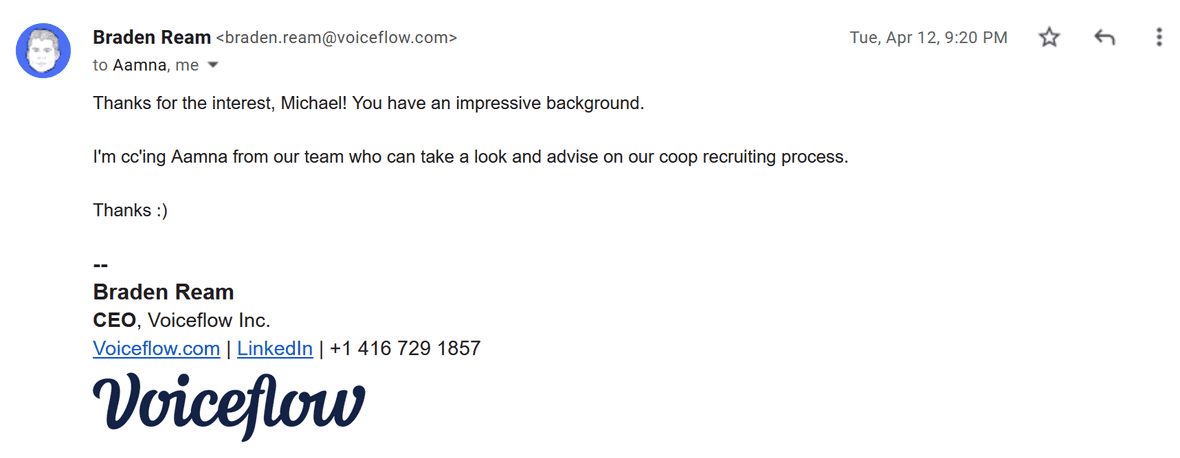 Braden Ream <braden.ream@voiceflow.com>
Tue, Apr 12, 9:20 PM
to Aamna, me
Thanks for the interest, Michael! You have an impressive background.
I'm cc'ing Aamna from our team who can take a look and advise on our coop recruiting process.
Thanks :)
--
Braden Ream
CEO, Voiceflow Inc.
Voiceflow.com | LinkedIn | +1 416 729 1857
Voiceflow